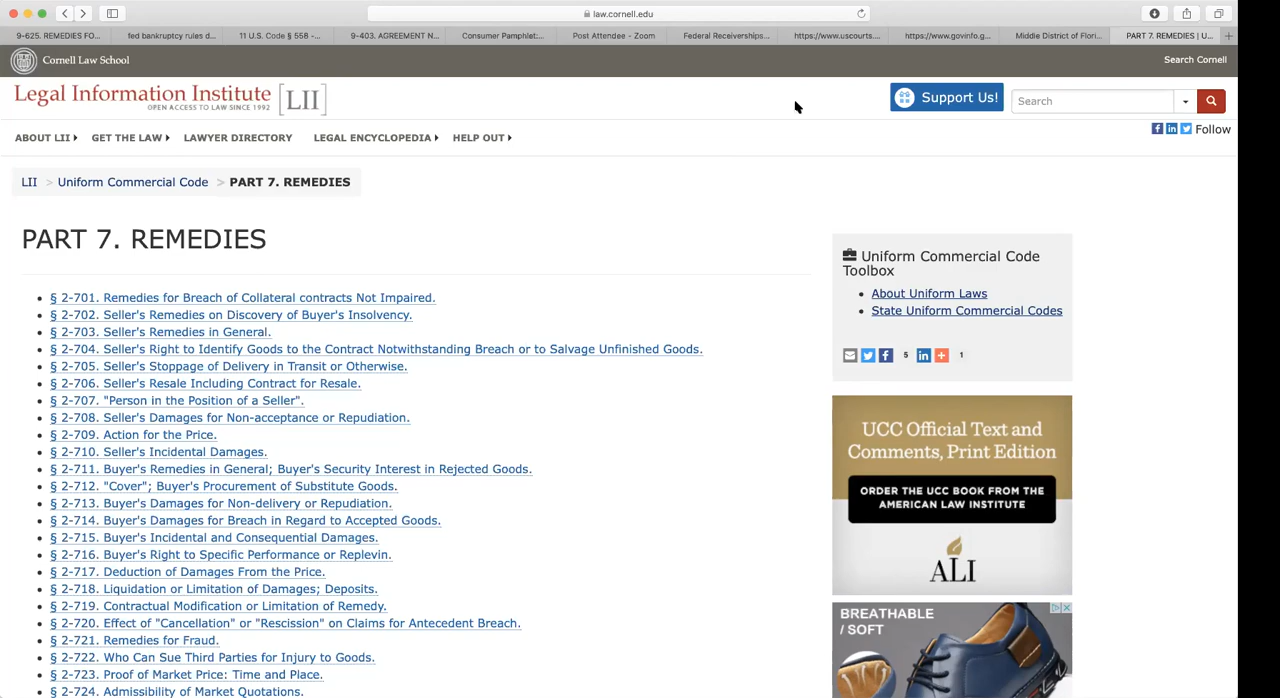 law.cornell.edu
9-625. REMEDIES FO...
fed bankruptcy rules d...
11 U.S. Code § 558 -...
9-403. AGREEMENT N...
Consumer Pamphlet:...
Post Attendee - Zoom
Federal Receiverships...
https://www.uscourts....
https://www.govinfo.g...
Middle District of Flori...
PART 7. REMEDIES | U...
Cornell Law School
Search Cornell
Legal Information Institute [LII]
OPEN ACCESS TO LAW SINCE 1992
Support Us!
Search
ABOUT LII
GET THE LAW
LAWYER DIRECTORY
LEGAL ENCYCLOPEDIA
HELP OUT
Follow
LII > Uniform Commercial Code > PART 7. REMEDIES
PART 7. REMEDIES
§ 2-701. Remedies for Breach of Collateral contracts Not Impaired.
§ 2-702. Seller's Remedies on Discovery of Buyer's Insolvency.
§ 2-703. Seller's Remedies in General.
§ 2-704. Seller's Right to Identify Goods to the Contract Notwithstanding Breach or to Salvage Unfinished Goods.
§ 2-705. Seller's Stoppage of Delivery in Transit or Otherwise.
§ 2-706. Seller's Resale Including Contract for Resale.
§ 2-707. "Person in the Position of a Seller".
§ 2-708. Seller's Damages for Non-acceptance or Repudiation.
§ 2-709. Action for the Price.
§ 2-710. Seller's Incidental Damages.
§ 2-711. Buyer's Remedies in General; Buyer's Security Interest in Rejected Goods.
§ 2-712. "Cover"; Buyer's Procurement of Substitute Goods.
§ 2-713. Buyer's Damages for Non-delivery or Repudiation.
§ 2-714. Buyer's Damages for Breach in Regard to Accepted Goods.
§ 2-715. Buyer's Incidental and Consequential Damages.
§ 2-716. Buyer's Right to Specific Performance or Replevin.
§ 2-717. Deduction of Damages From the Price.
§ 2-718. Liquidation or Limitation of Damages; Deposits.
§ 2-719. Contractual Modification or Limitation of Remedy.
§ 2-720. Effect of "Cancellation" or "Rescission" on Claims for Antecedent Breach.
§ 2-721. Remedies for Fraud.
§ 2-722. Who Can Sue Third Parties for Injury to Goods.
§ 2-723. Proof of Market Price: Time and Place.
§ 2-724. Admissibility of Market Quotations.
Uniform Commercial Code
Toolbox
About Uniform Laws
State Uniform Commercial Codes
5
1
UCC Official Text and
Comments, Print Edition
ORDER THE UCC BOOK FROM THE
AMERICAN LAW INSTITUTE
ALI
BREATHABLE
/ SOFT